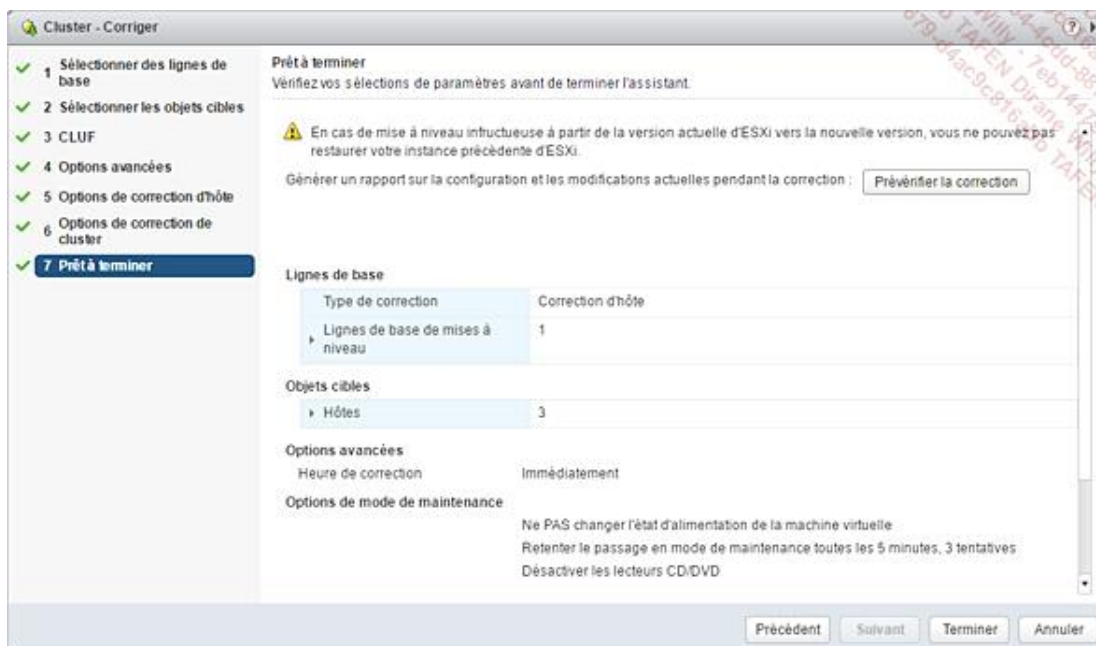 Cluster - Corriger
1 Sélectionner des lignes de
base
2 Sélectionner les objets cibles
3 CLUF
4 Options avancées
5 Options de correction d'hôte
6 Options de correction de
cluster
7 Prêt à terminer
Prêt à terminer
Vérifiez vos sélections de paramètres avant de terminer l'assistant.
En cas de mise à niveau infructueuse à partir de la version actuelle d'ESXi vers la nouvelle version, vous ne pouvez pas
restaurer votre instance précédente d'ESXi.
Générer un rapport sur la configuration et les modifications actuelles pendant la correction :
Prévérifier la correction
Lignes de base
Type de correction Correction d'hôte
Lignes de base de mises à
niveau 1
Objets cibles
Hôtes 3
Options avancées
Heure de correction Immédiatement
Options de mode de maintenance
Ne PAS changer l'état d'alimentation de la machine virtuelle
Retenter le passage en mode de maintenance toutes les 5 minutes, 3 tentatives
Désactiver les lecteurs CD/DVD
Précédent Suivant Terminer Annuler